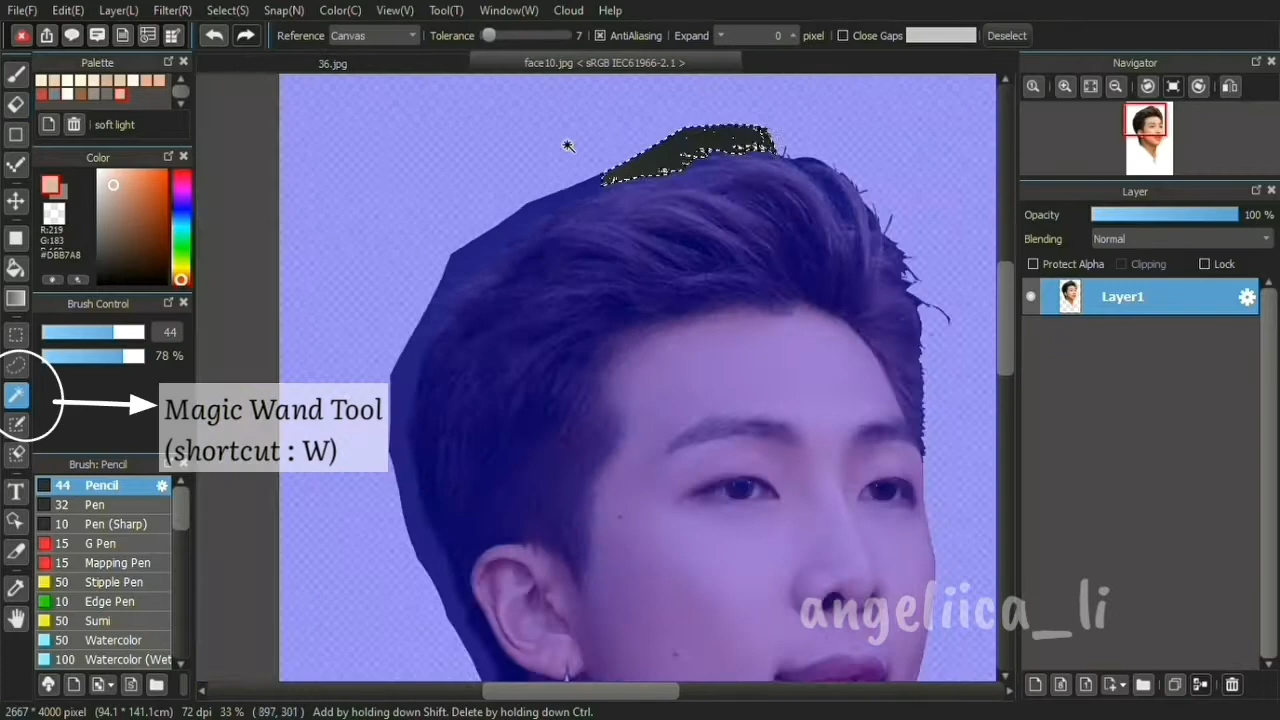 File(F) Edit(E) Layer(L) Filter(R) Select(S) Snap(N) Color(C) View(V) Tool(T) Window(W) Cloud Help
Reference Canvas Tolerance 7 AntiAliasing Expand 0 pixel Close Gaps Deselect
Palette
36.jpg
face10.jpg < sRGB IEC61966-2.1 >
Navigator
soft light
Color
R:219
G:183
B:168
#DBB7A8
Brush Control
44
78 %
Magic Wand Tool
(shortcut : W)
Brush: Pencil
44 Pencil
32 Pen
10 Pen (Sharp)
15 G Pen
15 Mapping Pen
50 Stipple Pen
10 Edge Pen
50 Sumi
50 Watercolor
100 Watercolor (Wet
Layer
Opacity 100 %
Blending Normal
Protect Alpha Clipping Lock
Layer1
angeliica_li
2667 * 4000 pixel (94.1 * 141.1cm) 72 dpi 33 % ( 897, 301 ) Add by holding down Shift. Delete by holding down Ctrl.